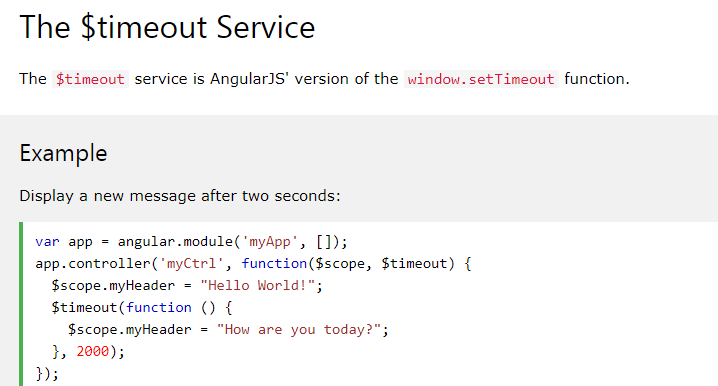 The $timeout Service
The $timeout service is AngularJS' version of the window.setTimeout function.
Example
Display a new message after two seconds:
var app = angular.module('myApp', []);
app.controller('myCtrl', function($scope, $timeout) {
  $scope.myHeader = "Hello World!";
  $timeout(function () {
    $scope.myHeader = "How are you today?";
  }, 2000);
});